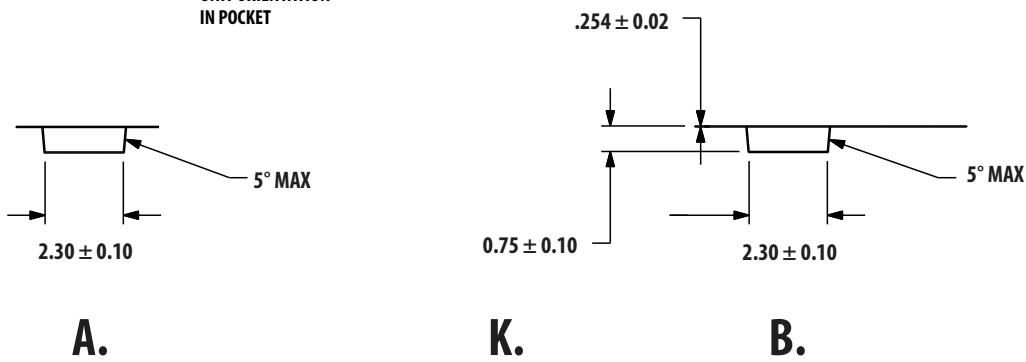 IN POCKET
.254 ± 0.02
5° MAX
5° MAX
0.75 ± 0.10
2.30 ± 0.10
2.30 ± 0.10
A.
K.
B.